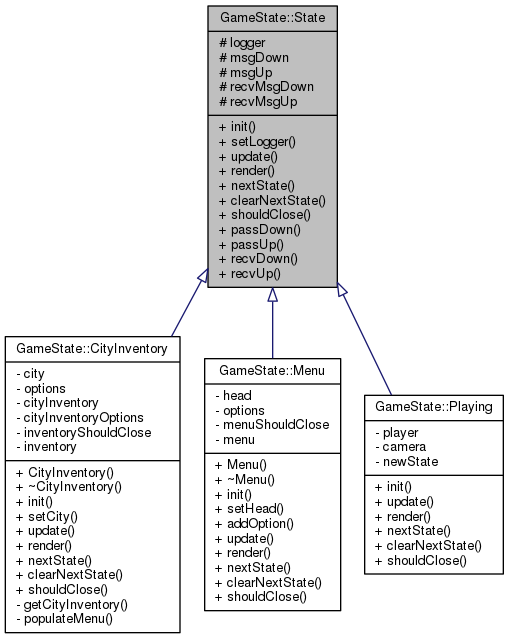 GameState::State
# logger
# msgDown
# msgUp
# recvMsgDown
# recvMsgUp
+ init()
+ setLogger()
+ update()
+ render()
+ nextState()
+ clearNextState()
+ shouldClose()
+ passDown()
+ passUp()
+ recvDown()
+ recvUp()
GameState::CityInventory
- city
- options
- cityInventory
- cityInventoryOptions
- inventoryShouldClose
- inventory
+ CityInventory()
+ ~CityInventory()
+ init()
+ setCity()
+ update()
+ render()
+ nextState()
+ clearNextState()
+ shouldClose()
- getCityInventory()
- populateMenu()
GameState::Menu
- head
- options
- menuShouldClose
- menu
+ Menu()
+ ~Menu()
+ init()
+ setHead()
+ addOption()
+ update()
+ render()
+ nextState()
+ clearNextState()
+ shouldClose()
GameState::Playing
- player
- camera
- newState
+ init()
+ update()
+ render()
+ nextState()
+ clearNextState()
+ shouldClose()